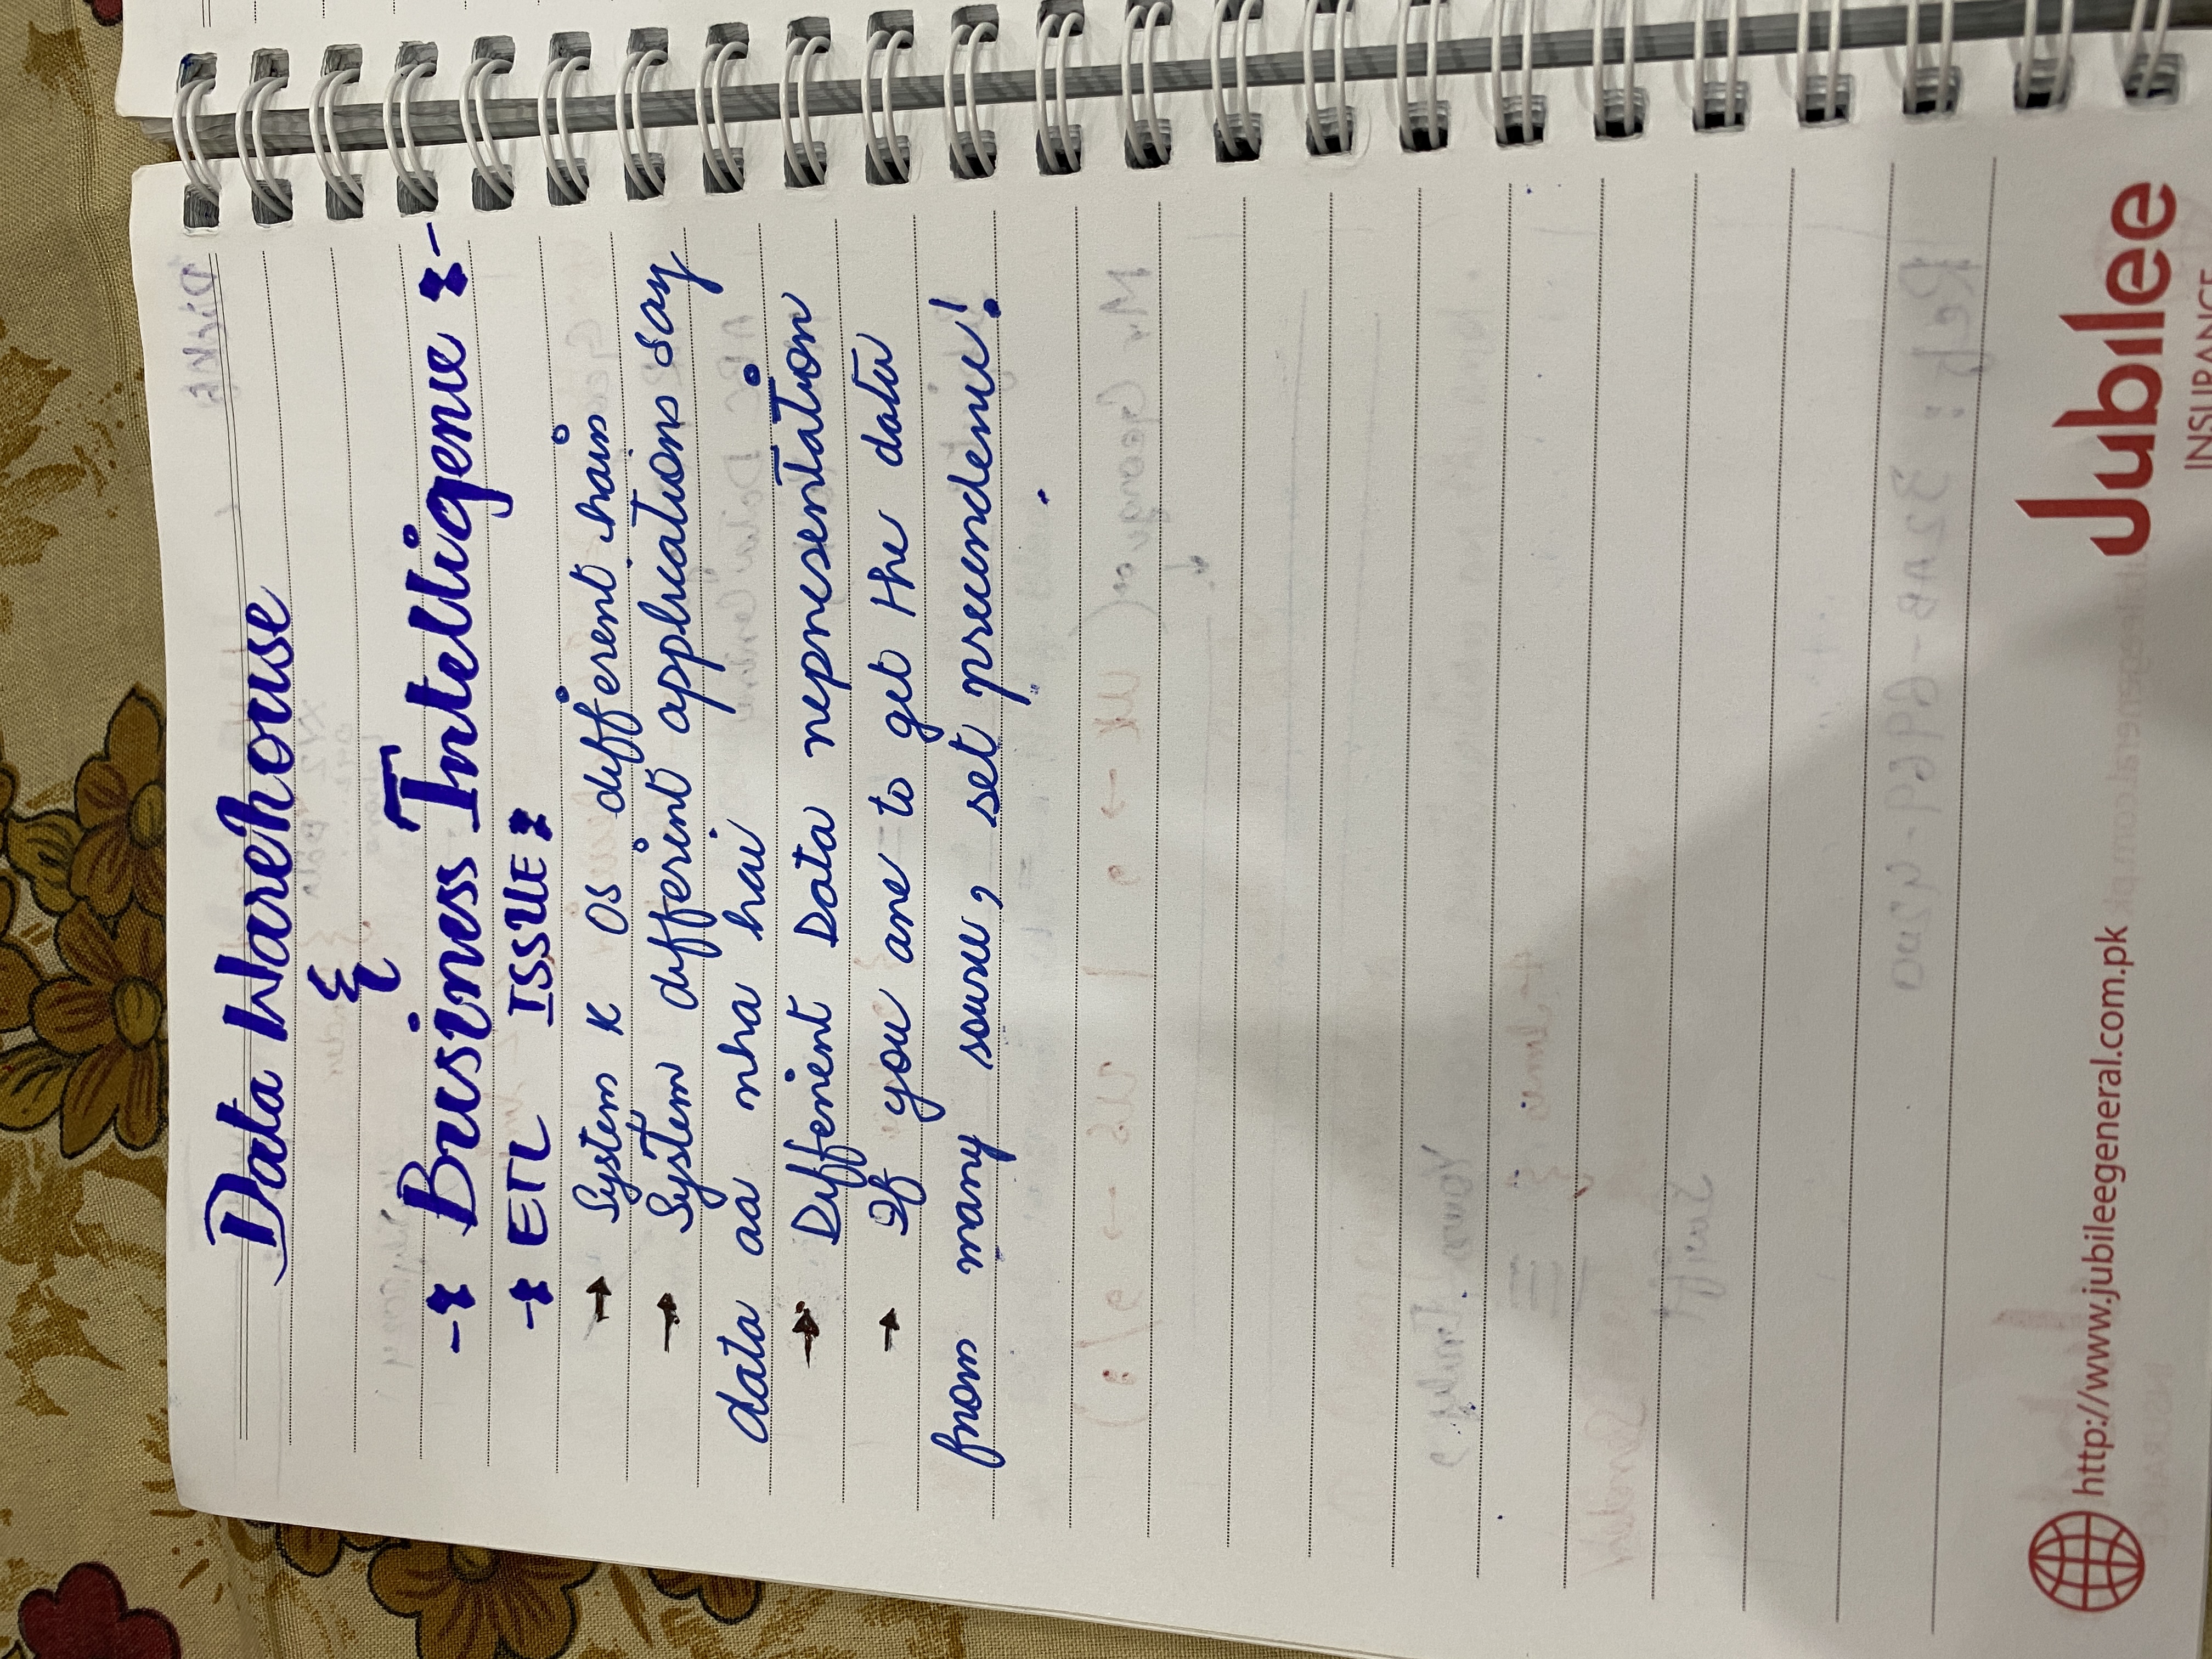 Data Warehouse
&
-: Business Intelligence :-
-: ETL ISSUE :
→ System K OS different hain
→ System different applications say
data aa rha hai
→ Different Data representation
→ If you are to get the data
from many source, set precendence!
http://www.jubileegeneral.com.pk
Jubilee
INSURANCE